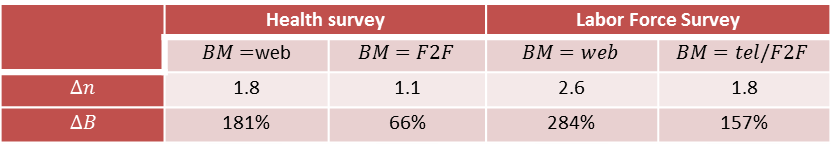 Health survey Labor Force Survey
BM =web BM = F2F BM = web BM = tel/F2F
Δn 1.8 1.1 2.6 1.8
ΔB 181% 66% 284% 157%